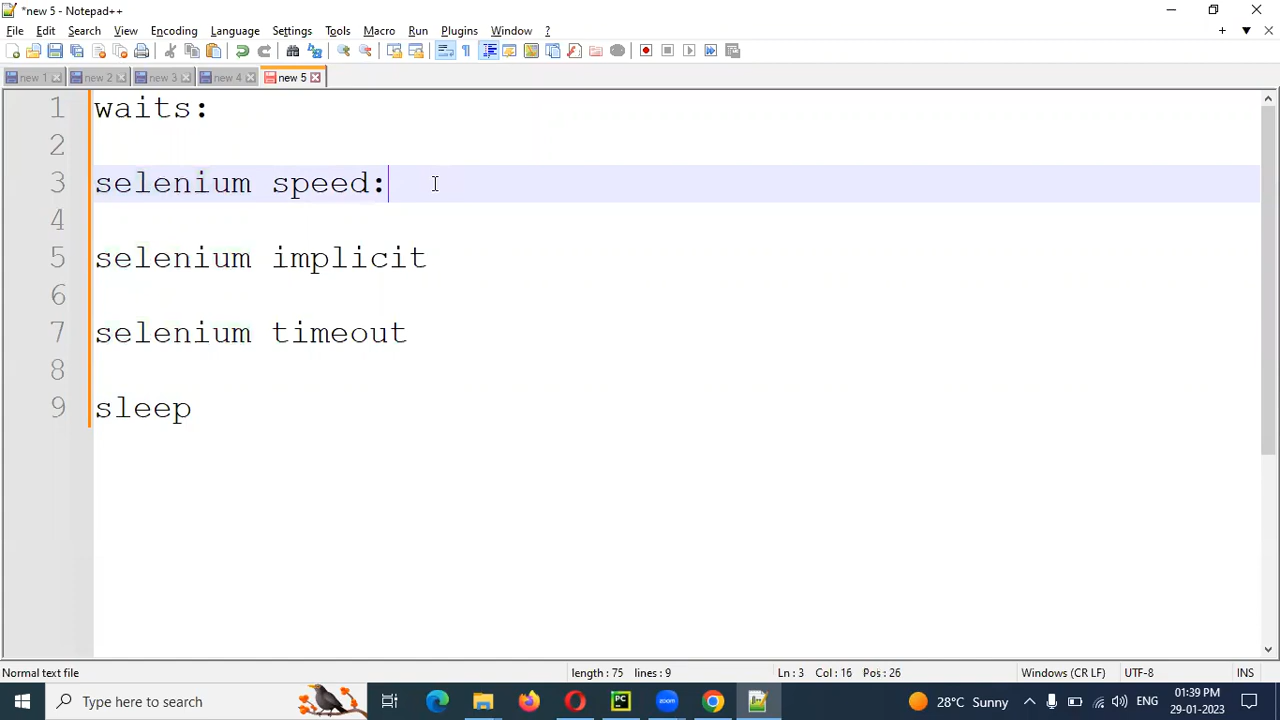 *new 5 - Notepad++
File Edit Search View Encoding Language Settings Tools Macro Run Plugins Window ?
new 1 new 2 new 3 new 4 new 5
1 waits:
2
3 selenium speed:
4
5 selenium implicit
6
7 selenium timeout
8
9 sleep
Normal text file length : 75 lines : 9 Ln : 3 Col : 16 Pos : 26 Windows (CR LF) UTF-8 INS
Type here to search 28°C Sunny ENG 01:39 PM
29-01-2023